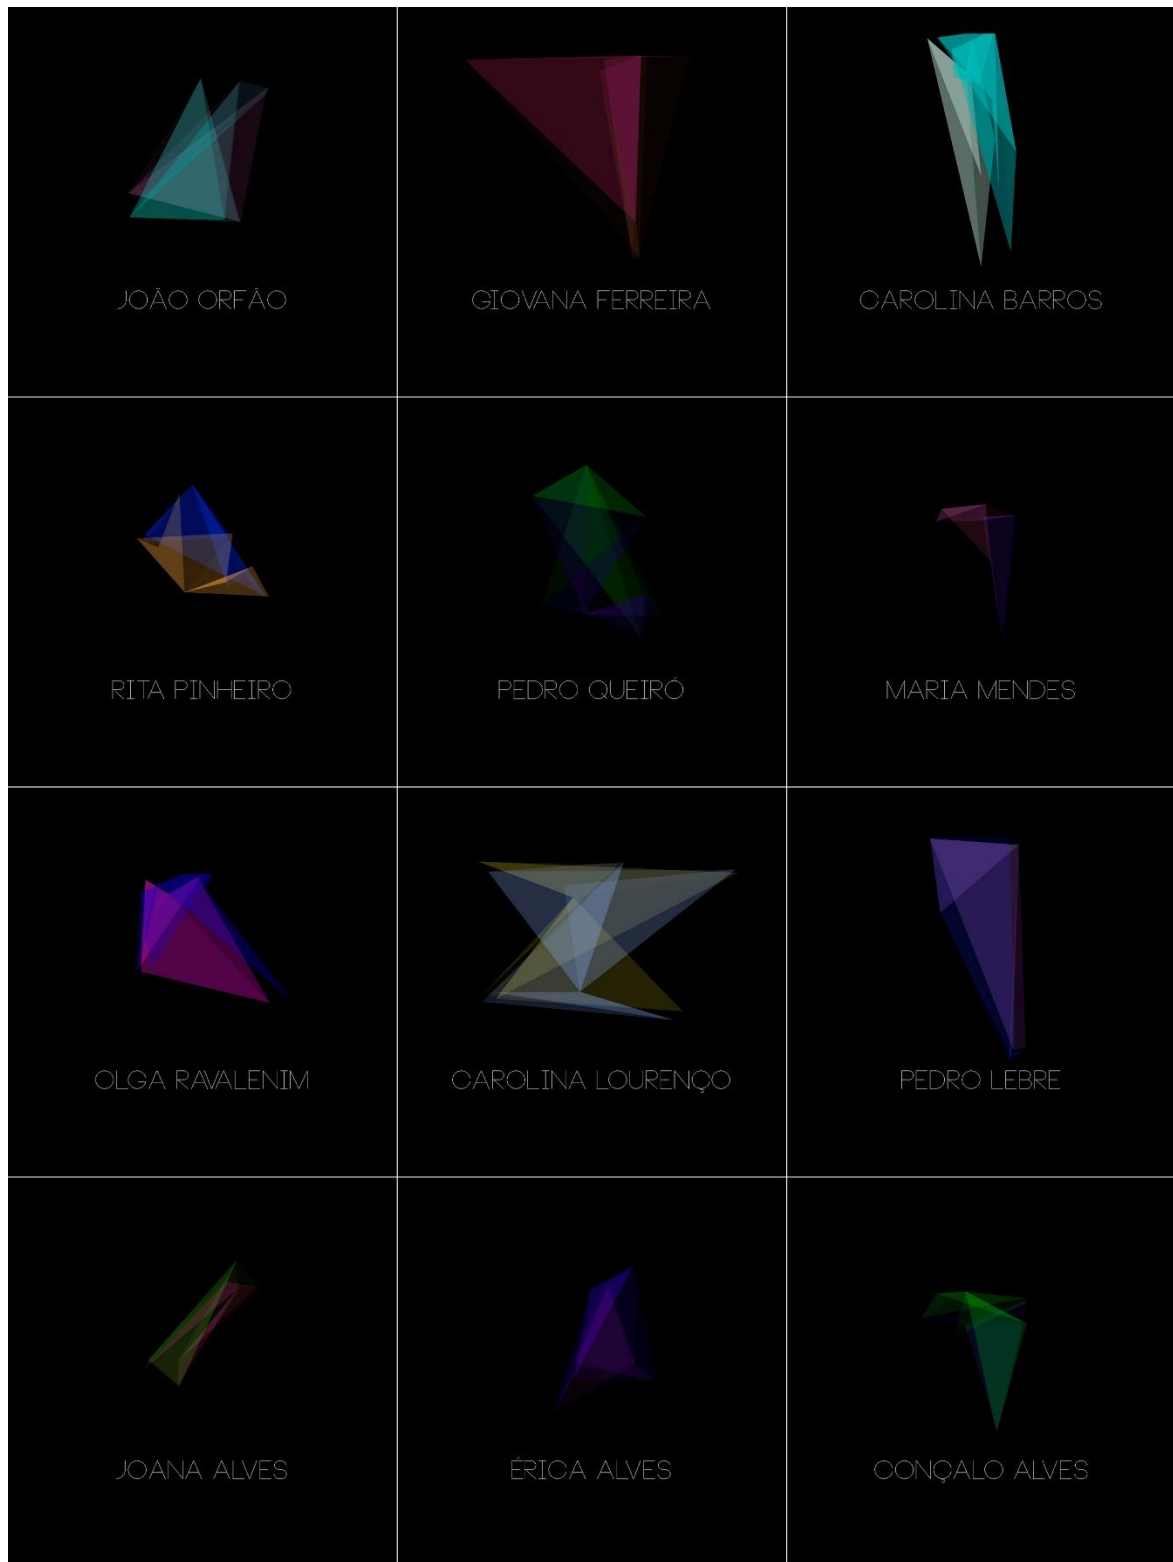 JOÃO ORFÃO
GIOVANA FERREIRA
CAROLINA BARROS
RITA PINHEIRO
PEDRO QUEIRÓ
MARIA MENDES
OLGA RAVALENIM
CAROLINA LOURENÇO
PEDRO LEBRE
JOANA ALVES
ÉRICA ALVES
GONÇALO ALVES